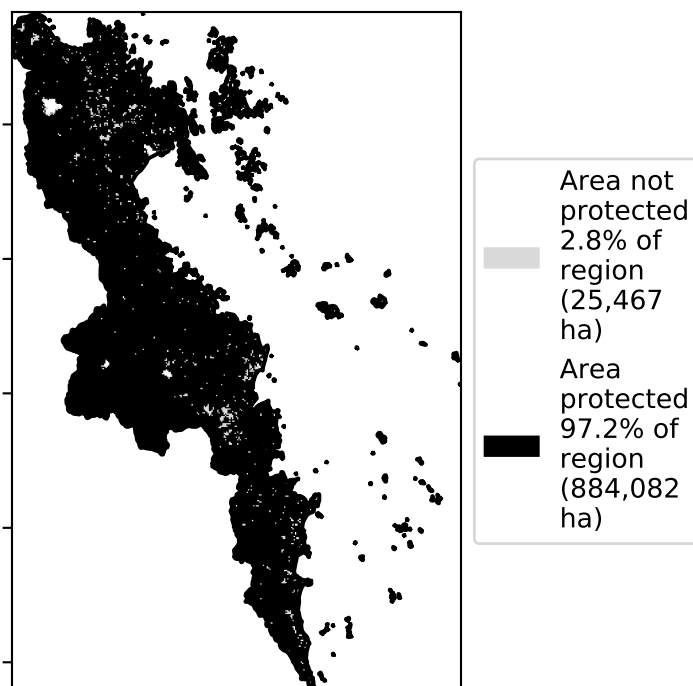 Area not
protected
2.8% of
region
(25,467
ha)
Area
protected
97.2% of
region
(884,082
ha)